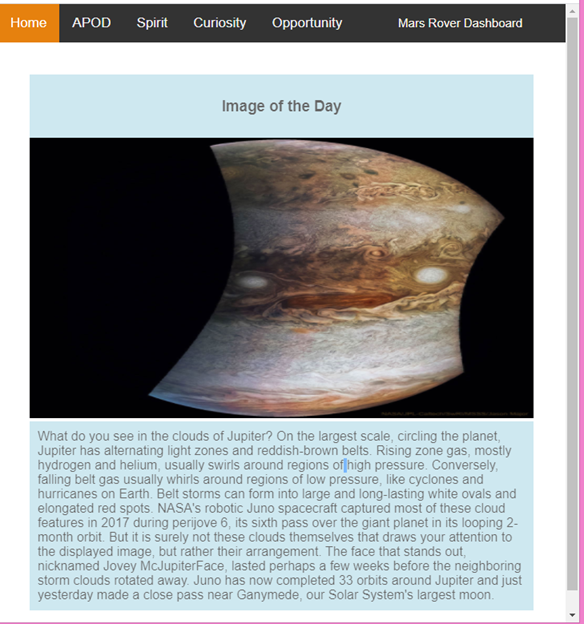 Home APOD Spirit Curiosity Opportunity Mars Rover Dashboard
Image of the Day
What do you see in the clouds of Jupiter? On the largest scale, circling the planet,
Jupiter has alternating light zones and reddish-brown belts. Rising zone gas, mostly
hydrogen and helium, usually swirls around regions of high pressure. Conversely,
falling belt gas usually whirls around regions of low pressure, like cyclones and
hurricanes on Earth. Belt storms can form into large and long-lasting white ovals and
elongated red spots. NASA's robotic Juno spacecraft captured most of these cloud
features in 2017 during perijove 6, its sixth pass over the giant planet in its looping 2-
month orbit. But it is surely not these clouds themselves that draws your attention to
the displayed image, but rather their arrangement. The face that stands out,
nicknamed Jovey McJupiterFace, lasted perhaps a few weeks before the neighboring
storm clouds rotated away. Juno has now completed 33 orbits around Jupiter and just
yesterday made a close pass near Ganymede, our Solar System's largest moon.